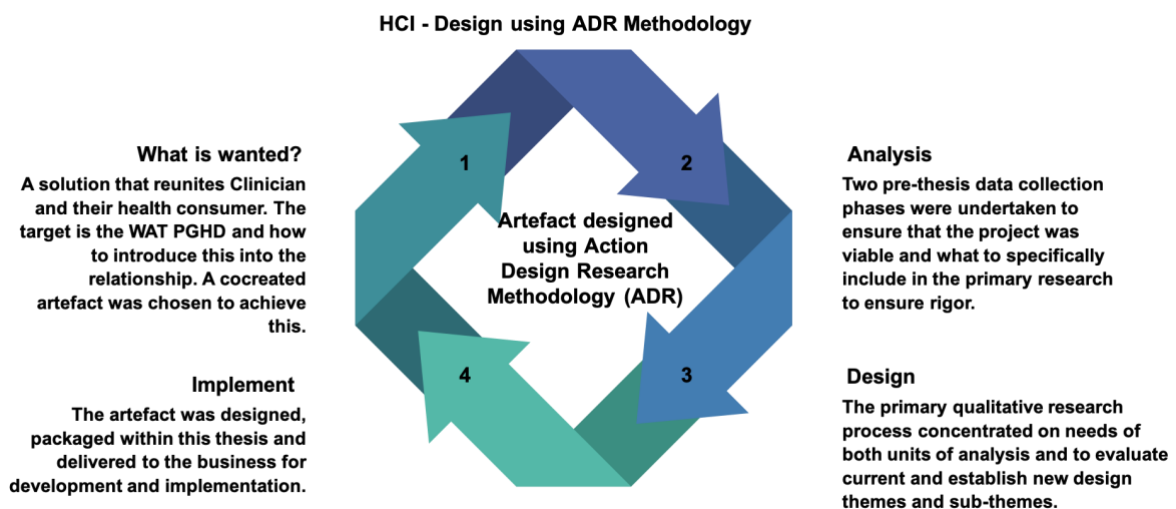 HCI - Design using ADR Methodology
1
What is wanted?
A solution that reunites Clinician
and their health consumer. The
target is the WAT PGHD and how
to introduce this into the
relationship. A cocreated
artefact was chosen to achieve
this.
2
Analysis
Two pre-thesis data collection
phases were undertaken to
ensure that the project was
viable and what to specifically
include in the primary research
to ensure rigor.
Artefact designed
using Action
Design Research
Methodology (ADR)
3
Design
The primary qualitative research
process concentrated on needs of
both units of analysis and to evaluate
current and establish new design
themes and sub-themes.
4
Implement
The artefact was designed,
packaged within this thesis and
delivered to the business for
development and implementation.